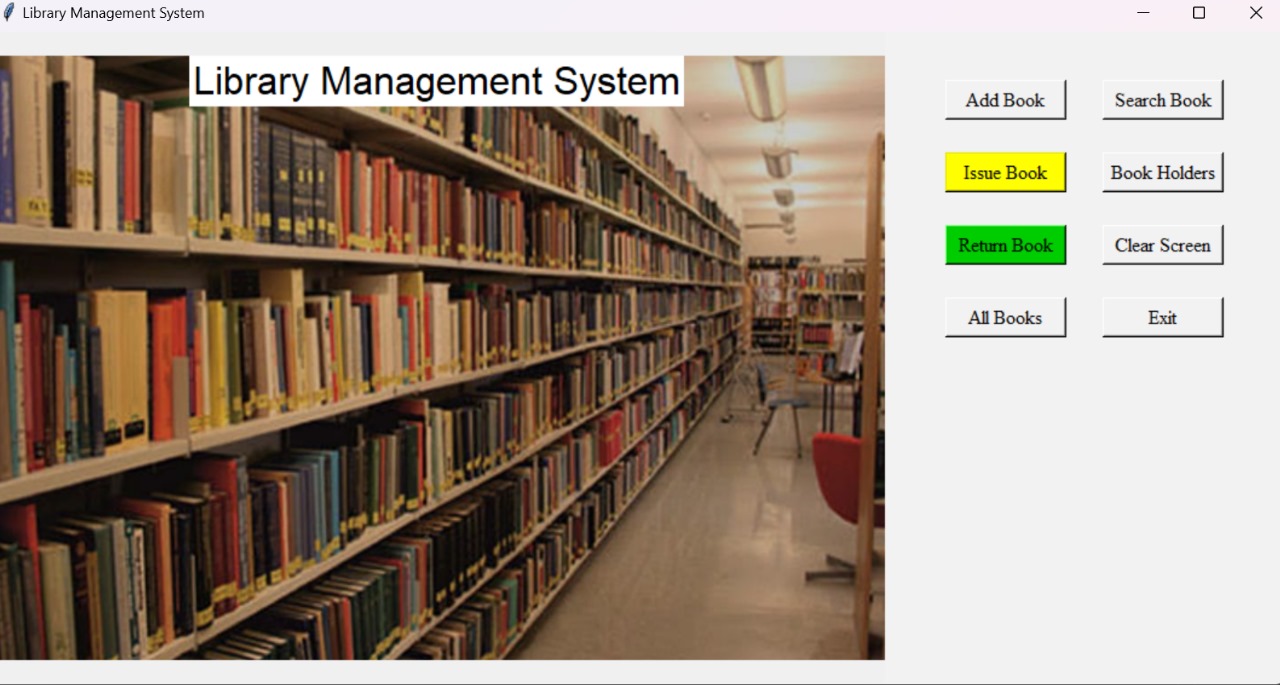 Library Management System
Library Management System
Add Book
Search Book
Issue Book
Book Holders
Return Book
Clear Screen
All Books
Exit